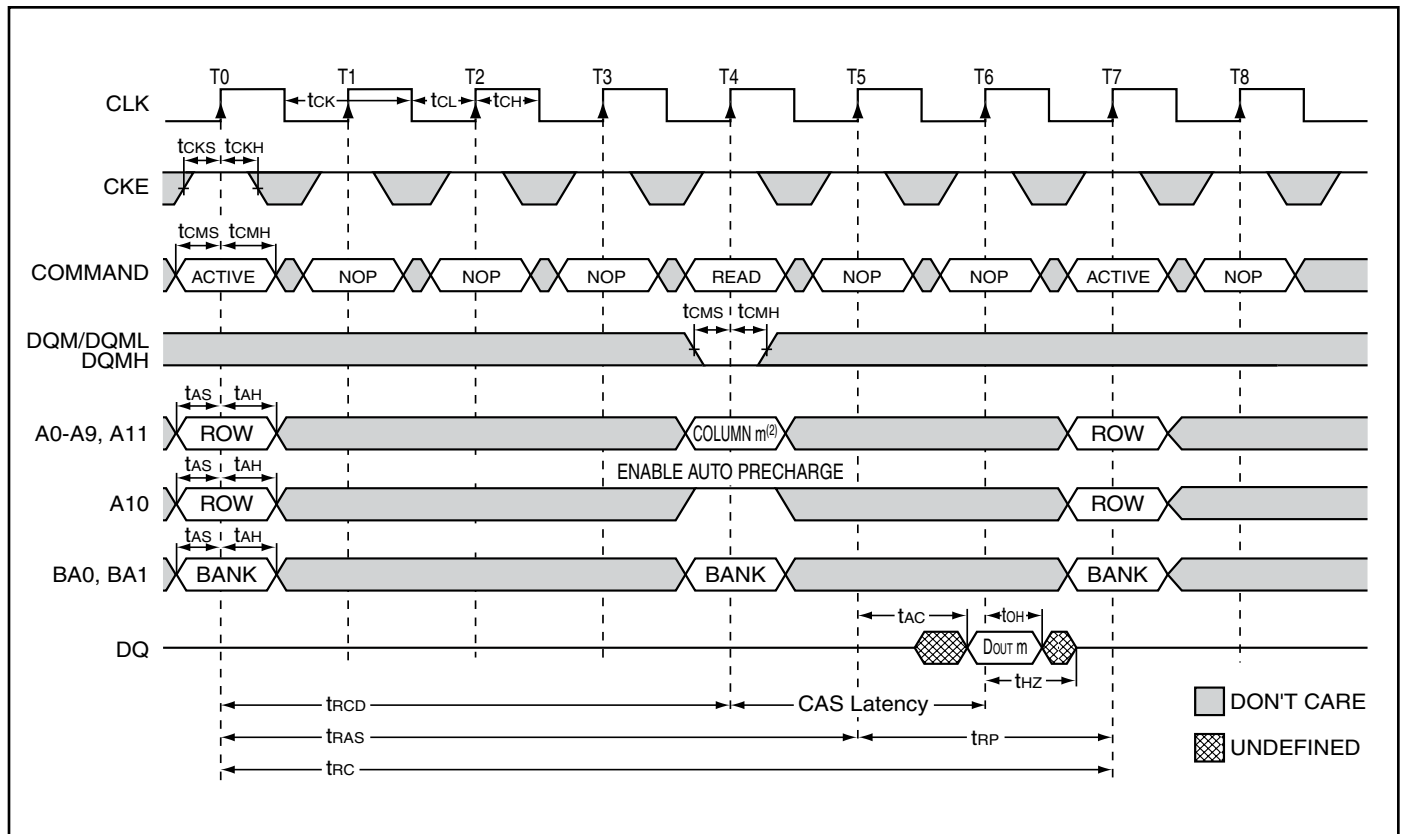 T0 T1 T2 T3 T4 T5 T6 T7 T8
CLK tCK tCL tCH
tCKS tCKH
CKE
tCMS tCMH
COMMAND ACTIVE NOP NOP NOP READ NOP NOP ACTIVE NOP
tCMS tCMH
DQM/DQML
DQMH
tAS tAH
A0-A9, A11 ROW COLUMN m(2) ROW
tAS tAH ENABLE AUTO PRECHARGE
A10 ROW ROW
tAS tAH
BA0, BA1 BANK BANK BANK
tAC tOH
DQ DOUT m
tHZ
tRCD CAS Latency DON'T CARE
tRAS tRP UNDEFINED
tRC